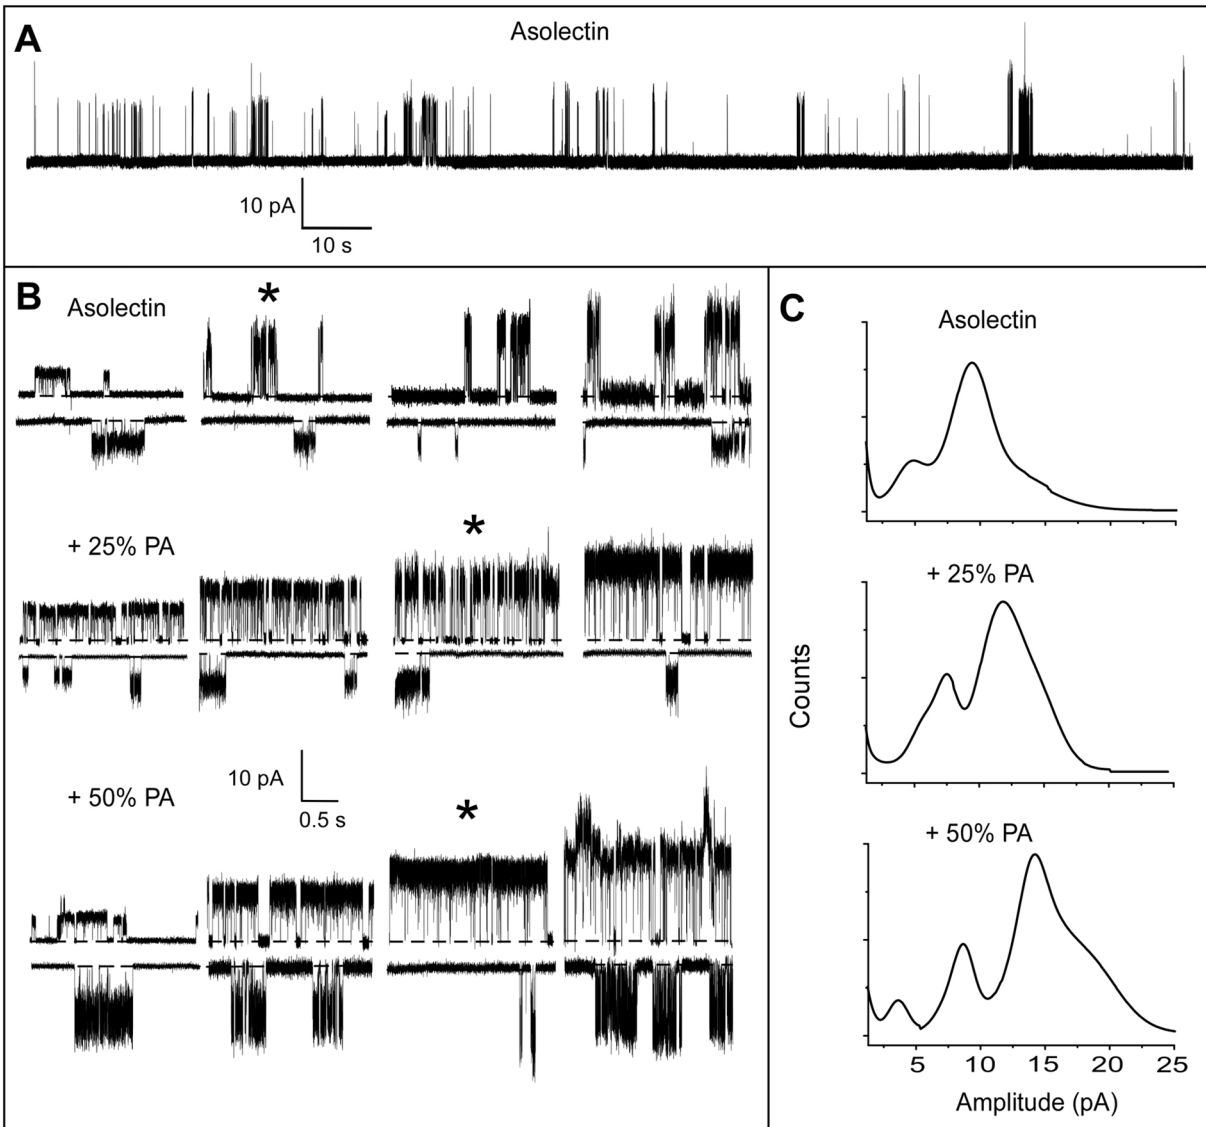 A
Asolectin
10 pA
10 s
B
Asolectin
*
+ 25% PA
*
10 pA
0.5 s
+ 50% PA
*
C
Asolectin
+ 25% PA
Counts
+ 50% PA
5 10 15 20 25
Amplitude (pA)